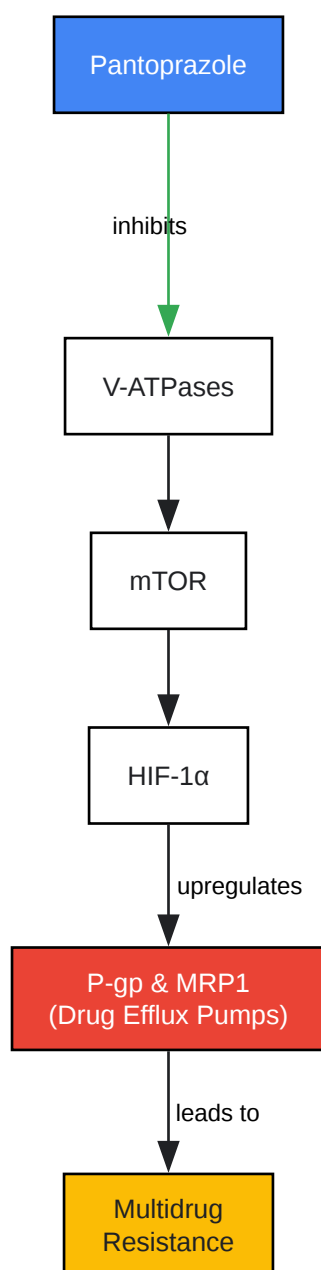 Pantoprazole
inhibits
V-ATPases
mTOR
HIF-1α
upregulates
P-gp & MRP1
(Drug Efflux Pumps)
leads to
Multidrug
Resistance